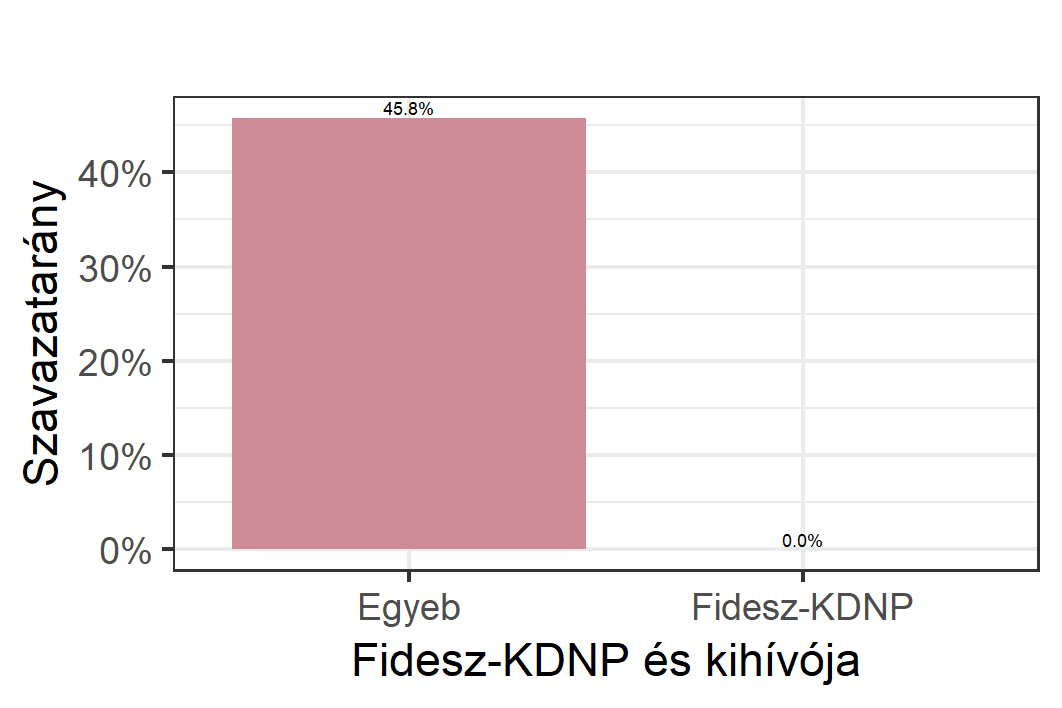 Szavazatarány
45.8%
40%
30%
20%
10%
0%
0.0%
Egyeb
Fidesz-KDNP
Fidesz-KDNP és kihívója